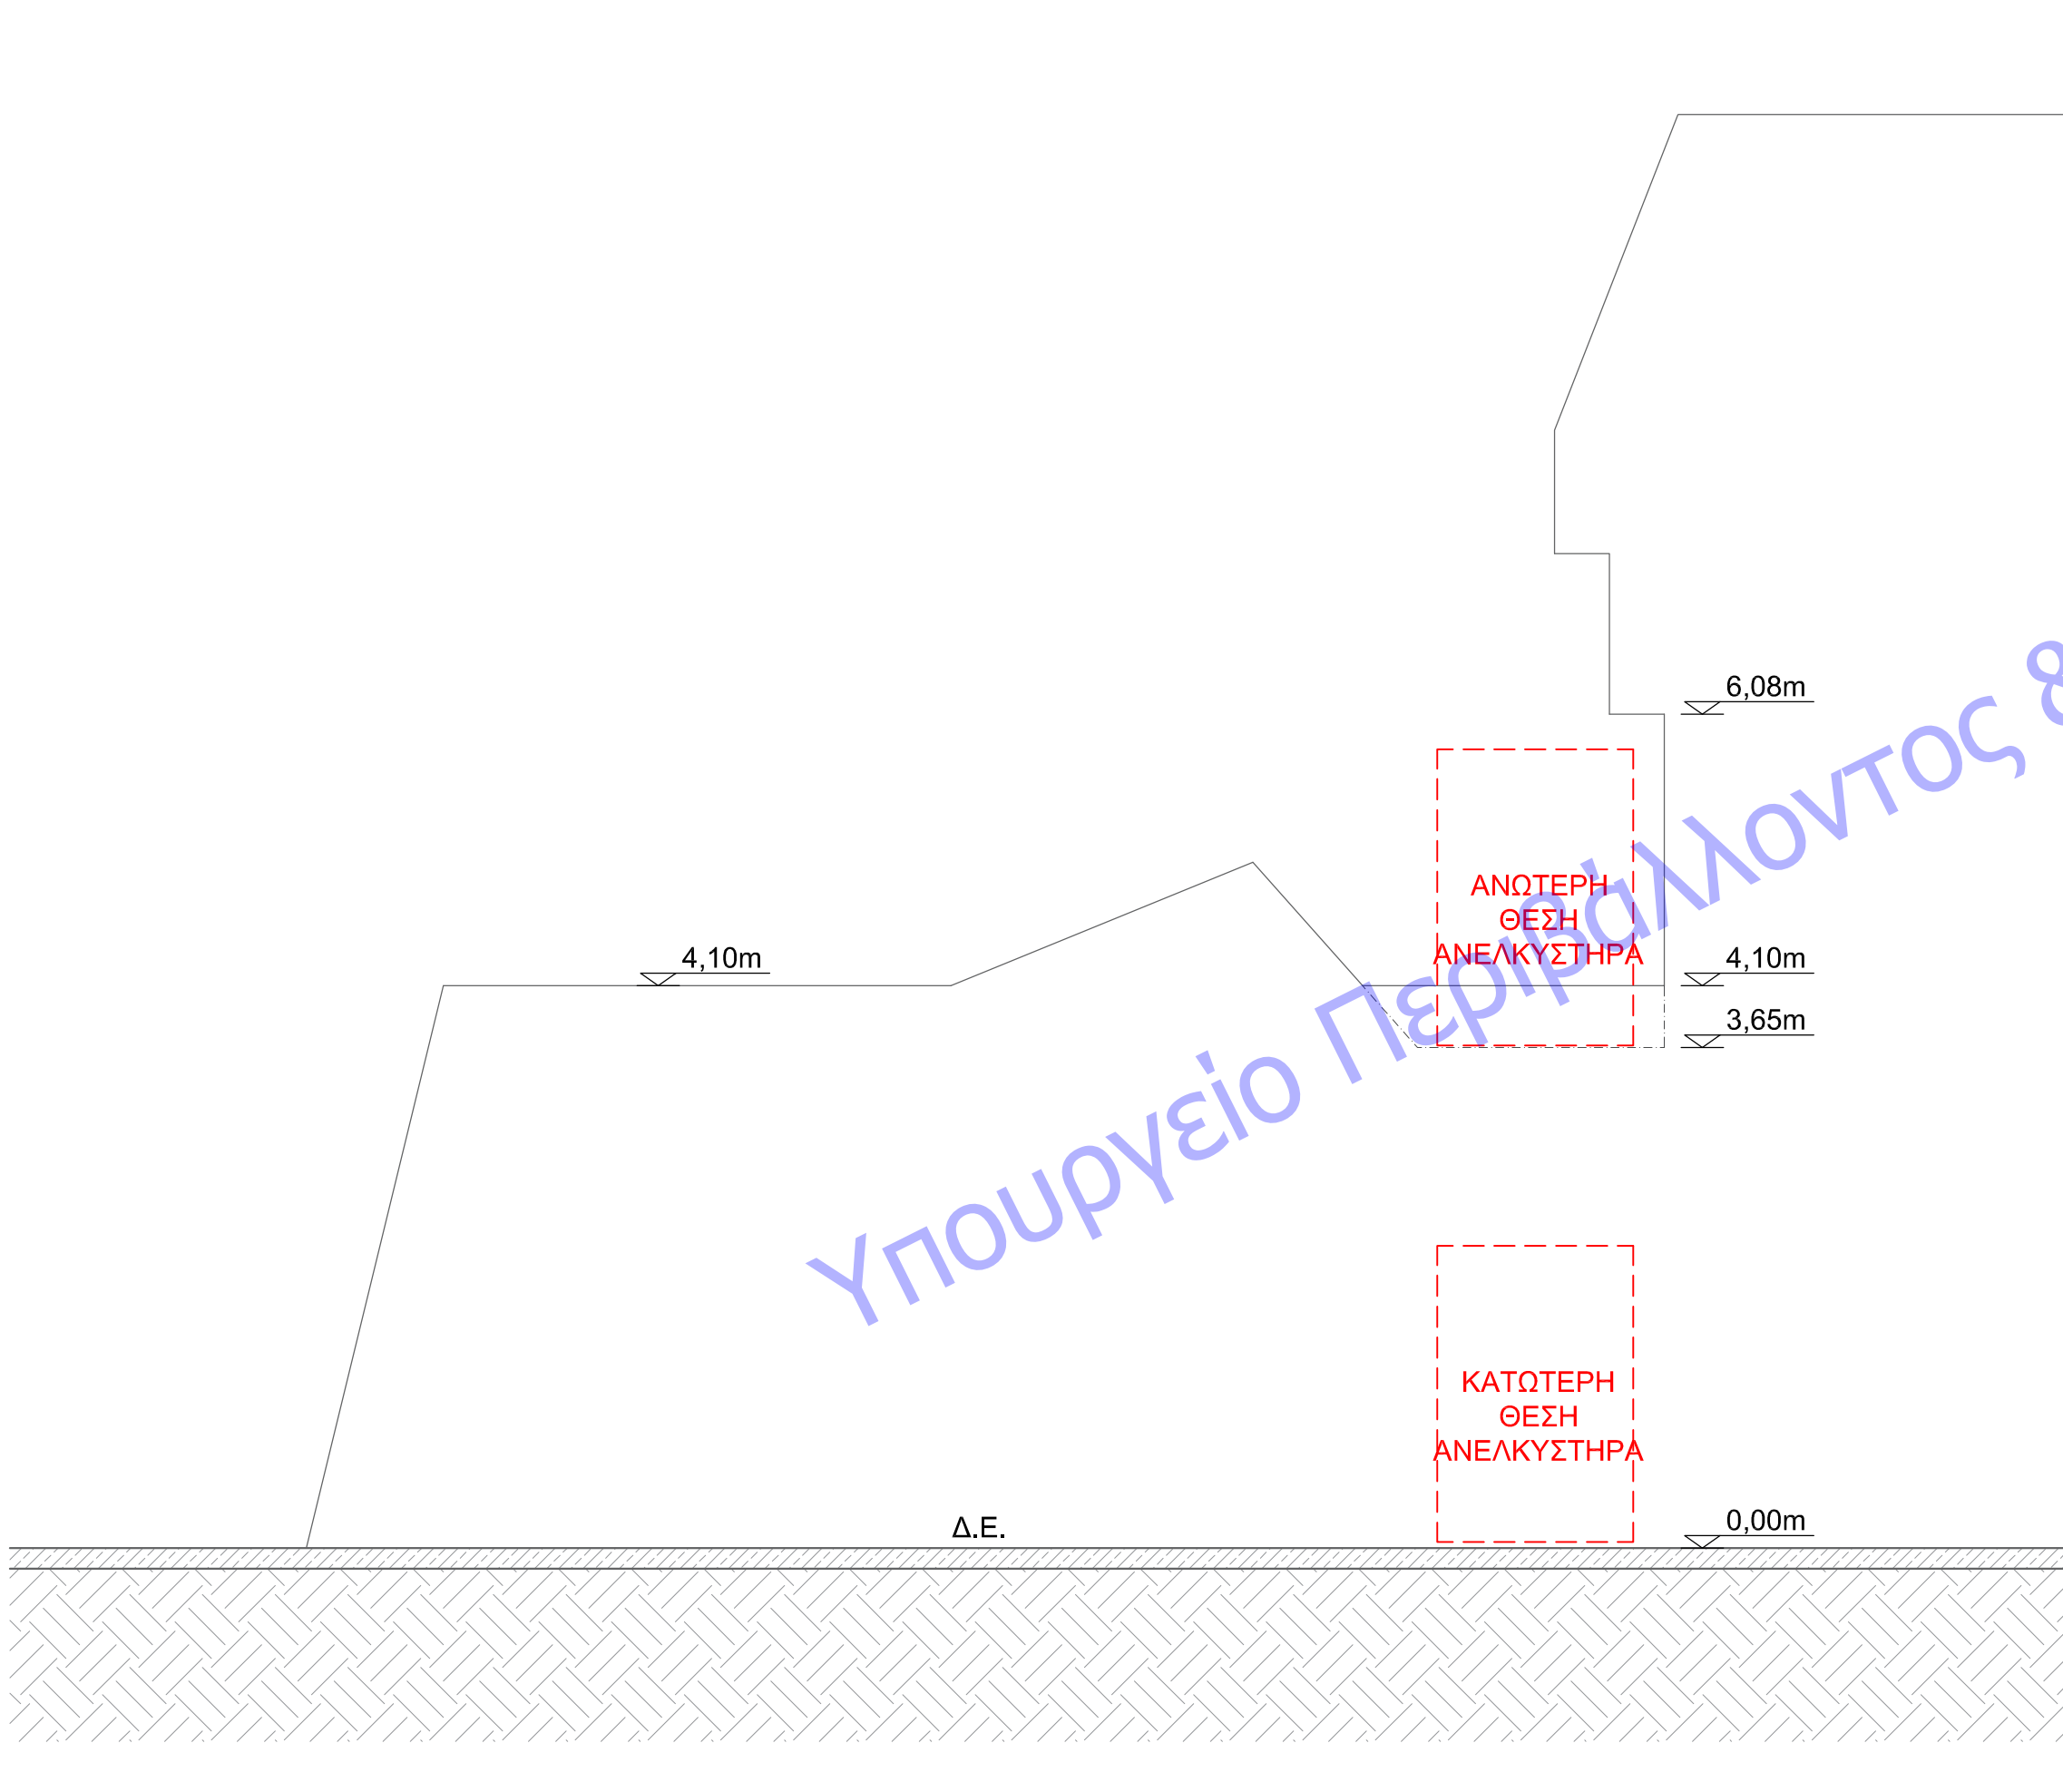 6,08m
ΑΝΩΤΕΡΗ
ΘΕΣΗ
ΑΝΕΛΚΥΣΤΗΡΑ
4,10m
4,10m
3,65m
Υπουργείο Περιβάλλοντος &
ΚΑΤΩΤΕΡΗ
ΘΕΣΗ
ΑΝΕΛΚΥΣΤΗΡΑ
Δ.Ε.
0,00m